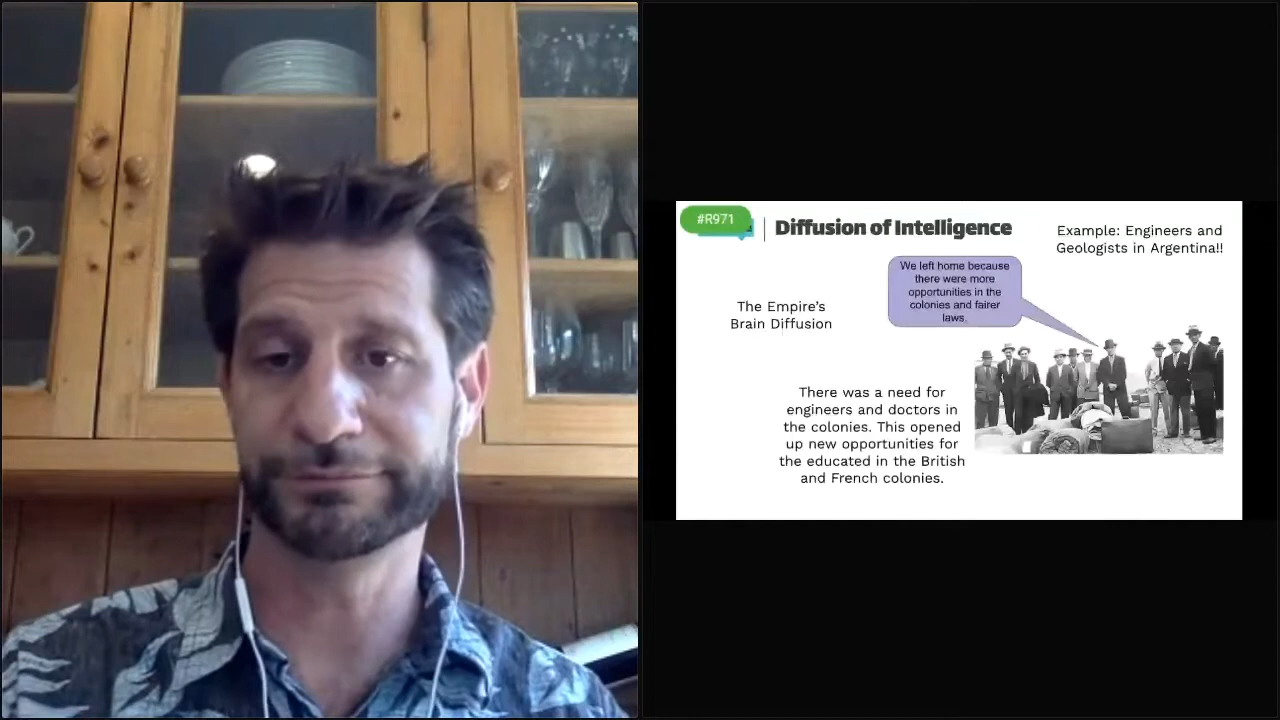 #R971
Diffusion of Intelligence
Example: Engineers and
Geologists in Argentina!!
We left home because
there were more
opportunities in the
colonies and fairer
laws.
The Empire's
Brain Diffusion
There was a need for
engineers and doctors in
the colonies. This opened
up new opportunities for
the educated in the British
and French colonies.